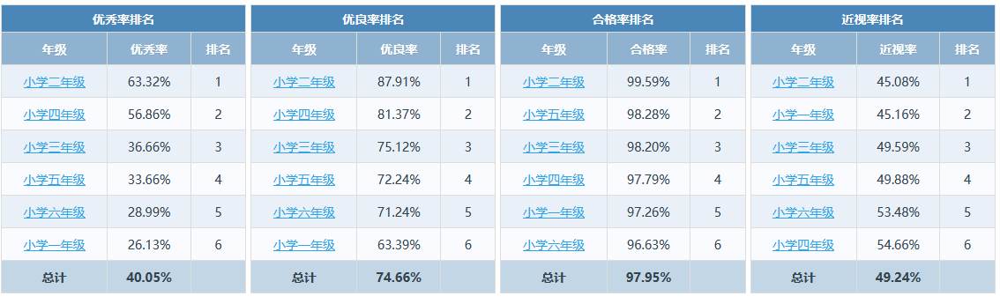 优秀率排名 优良率排名 合格率排名 近视率排名
年级 优秀率 排名 年级 优良率 排名 年级 合格率 排名 年级 近视率 排名
小学二年级 63.32% 1 小学二年级 87.91% 1 小学二年级 99.59% 1 小学二年级 45.08% 1
小学四年级 56.86% 2 小学四年级 81.37% 2 小学五年级 98.28% 2 小学一年级 45.16% 2
小学三年级 36.66% 3 小学三年级 75.12% 3 小学三年级 98.20% 3 小学三年级 49.59% 3
小学五年级 33.66% 4 小学五年级 72.24% 4 小学四年级 97.79% 4 小学五年级 49.88% 4
小学六年级 28.99% 5 小学六年级 71.24% 5 小学一年级 97.26% 5 小学六年级 53.48% 5
小学一年级 26.13% 6 小学一年级 63.39% 6 小学六年级 96.63% 6 小学四年级 54.66% 6
总计 40.05% 总计 74.66% 总计 97.95% 总计 49.24%